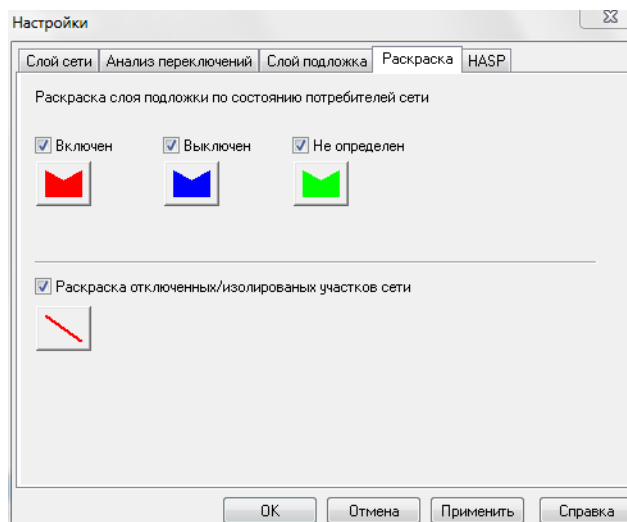 Настройки
Слой сети Анализ переключений Слой подложка Раскраска HASP
Раскраска слоя подложки по состоянию потребителей сети
Включен Выключен Не определен
Раскраска отключенных/изолированых участков сети
OK Отмена Применить Справка